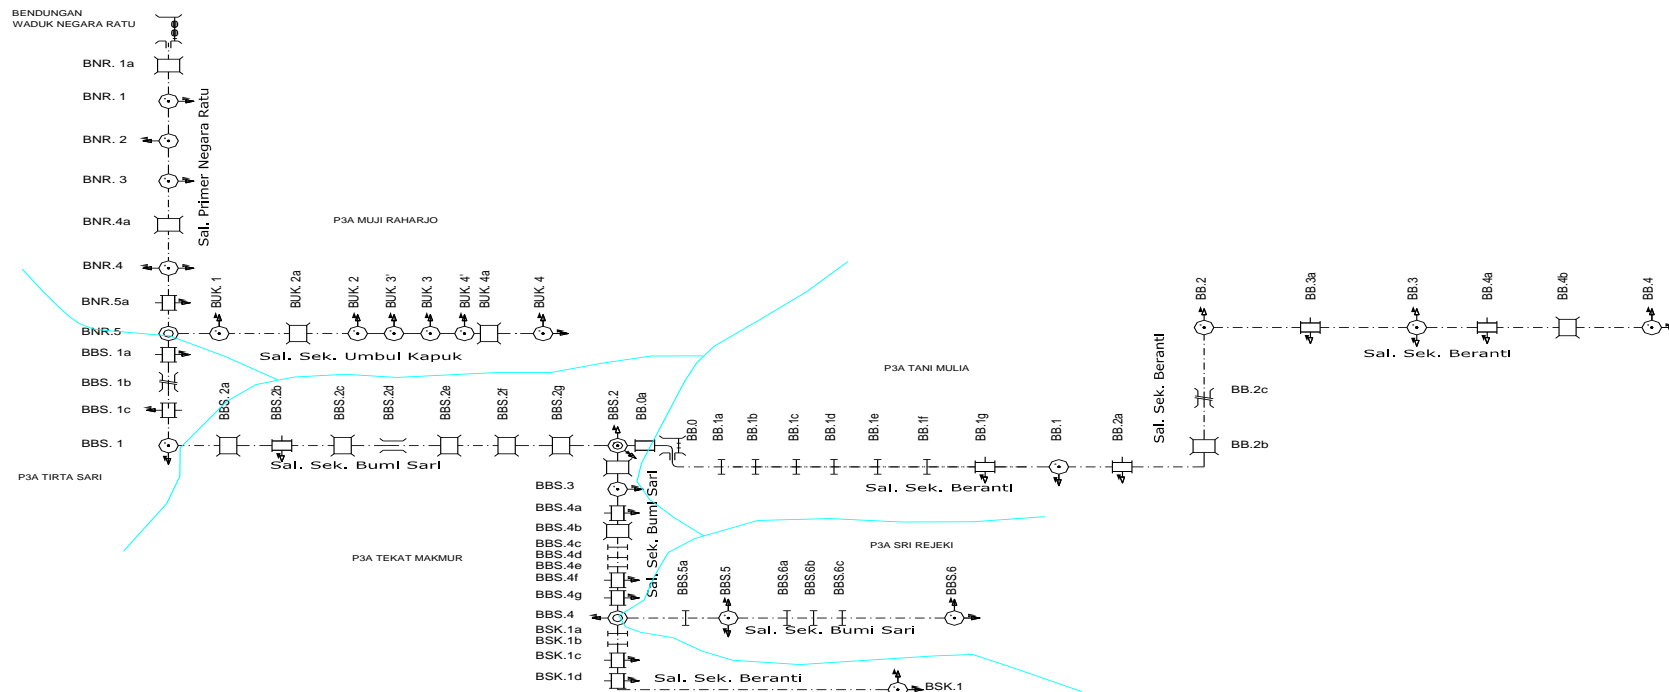 BENDUNGAN
WADUK NEGARA RATU
BNR. 1a
BNR. 1
BNR. 2
BNR. 3
BNR.4a
BNR.4
BNR.5a
BNR.5
Sal. Primer Negara Ratu
P3A MUJI RAHARJO
BUK. 1
BUK. 2a
BUK. 2
BUK. 3'
BUK. 3
BUK. 4'
BUK. 4a
BUK. 4
Sal. Sek. Umbul Kapuk
BBS. 1a
BBS. 1b
BBS. 1c
BBS. 1
BBS. 2a
BBS. 2b
BBS. 2c
BBS. 2d
BBS. 2e
BBS. 2f
BBS. 2g
BBS. 2
BB.0a
Sal. Sek. Bumi Sari
P3A TIRTA SARI
P3A TANI MULIA
BB.0
BB.1a
BB.1b
BB.1c
BB.1d
BB.1e
BB.1f
BB.1g
BB.1
BB.2a
Sal. Sek. Beranti
Sal. Sek. Beranti
BB.2c
BB.2b
BB.2
BB.3a
BB.3
BB.4a
BB.4b
BB.4
Sal. Sek. Beranti
BBS.3
BBS.4a
BBS.4b
BBS.4c
BBS.4d
BBS.4e
BBS.4f
BBS.4g
BBS.4
Sal. Sek. Bumi Sari
P3A TEKAT MAKMUR
P3A SRI REJEKI
BBS.5a
BBS.5
BBS.6a
BBS.6b
BBS.6c
BBS.6
Sal. Sek. Bumi Sari
BSK.1a
BSK.1b
BSK.1c
BSK.1d
Sal. Sek. Beranti
BSK.1